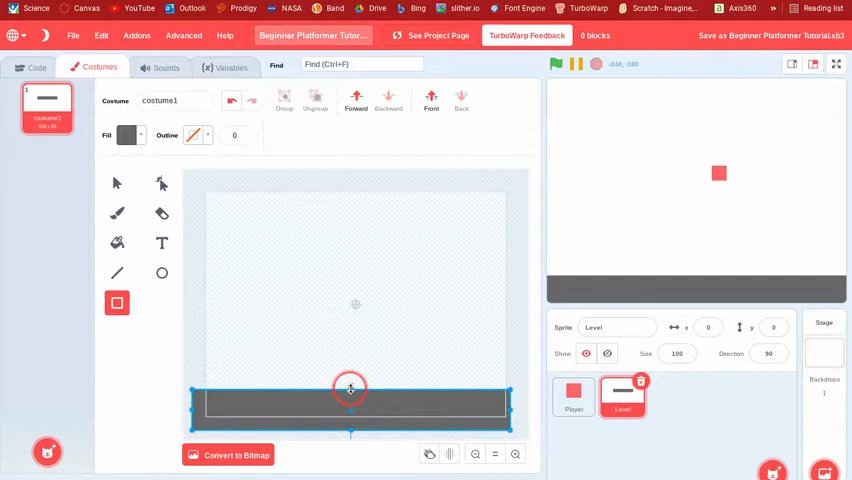 Science Canvas YouTube Outlook Prodigy NASA Band Drive Bing slither.io Font Engine TurboWarp Scratch - Imagine,... Axis360 » Reading list
File Edit Addons Advanced Help Beginner Platformer Tutor... See Project Page TurboWarp Feedback 0 blocks Save as Beginner Platformer Tutorial.sb3
Code Costumes Sounds Variables Find Find (Ctrl+F) -240, -180
1
costume1
Costume costume1 Group Ungroup Forward Backward Front Back
Fill Outline 0
T
Sprite Level x 0 y 0
Show Size 100 Direction 90
Stage
Backdrops
1
Player Level
Convert to Bitmap